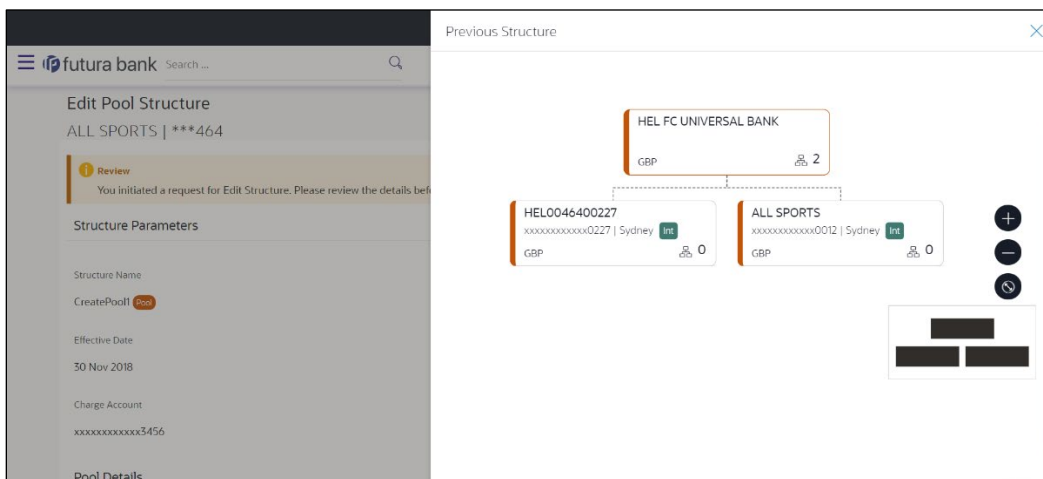 Previous Structure
futura bank
Search ...
Edit Pool Structure
ALL SPORTS | ***464
Review
You initiated a request for Edit Structure. Please review the details bef
Structure Parameters
Structure Name
CreatePool1 Pool
Effective Date
30 Nov 2018
Charge Account
xxxxxxxxxxxx3456
Pool Details
HEL FC UNIVERSAL BANK
GBP 2
HEL0046400227
xxxxxxxxxxxx0227 | Sydney Int
GBP 0
ALL SPORTS
xxxxxxxxxxxx0012 | Sydney Int
GBP 0